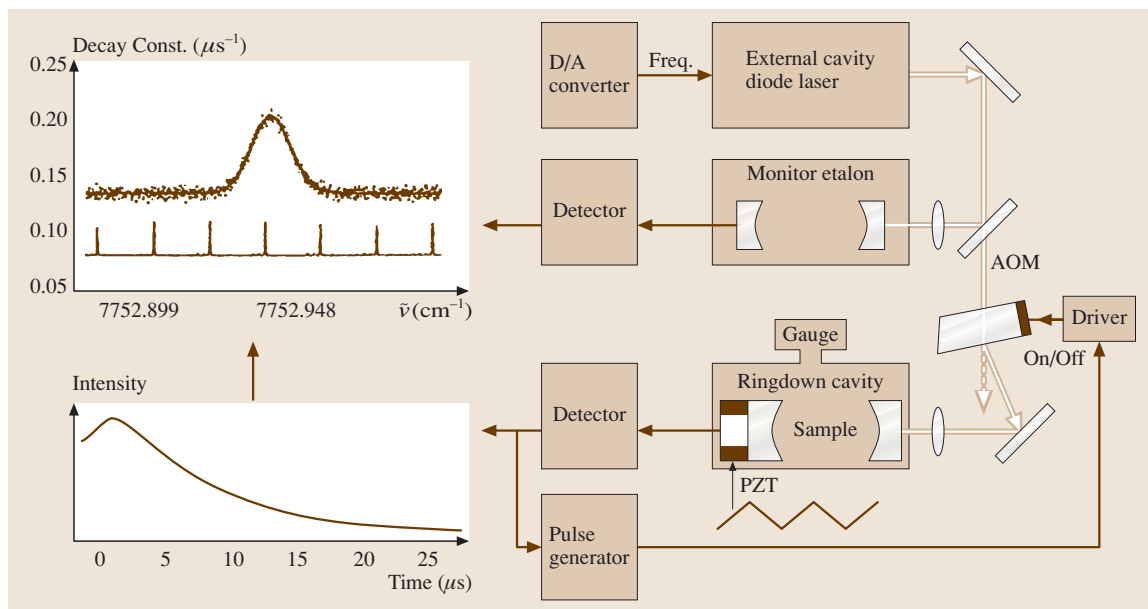 Decay Const. (μs⁻¹)
0.25
0.20
0.15
0.10
0.05
7752.899
7752.948
ν̃ (cm⁻¹)
Intensity
0
5
10
15
20
25
Time (μs)
D/A
converter
Freq.
External cavity
diode laser
Detector
Monitor etalon
AOM
Driver
On/Off
Gauge
Ringdown cavity
Sample
Detector
PZT
Pulse
generator